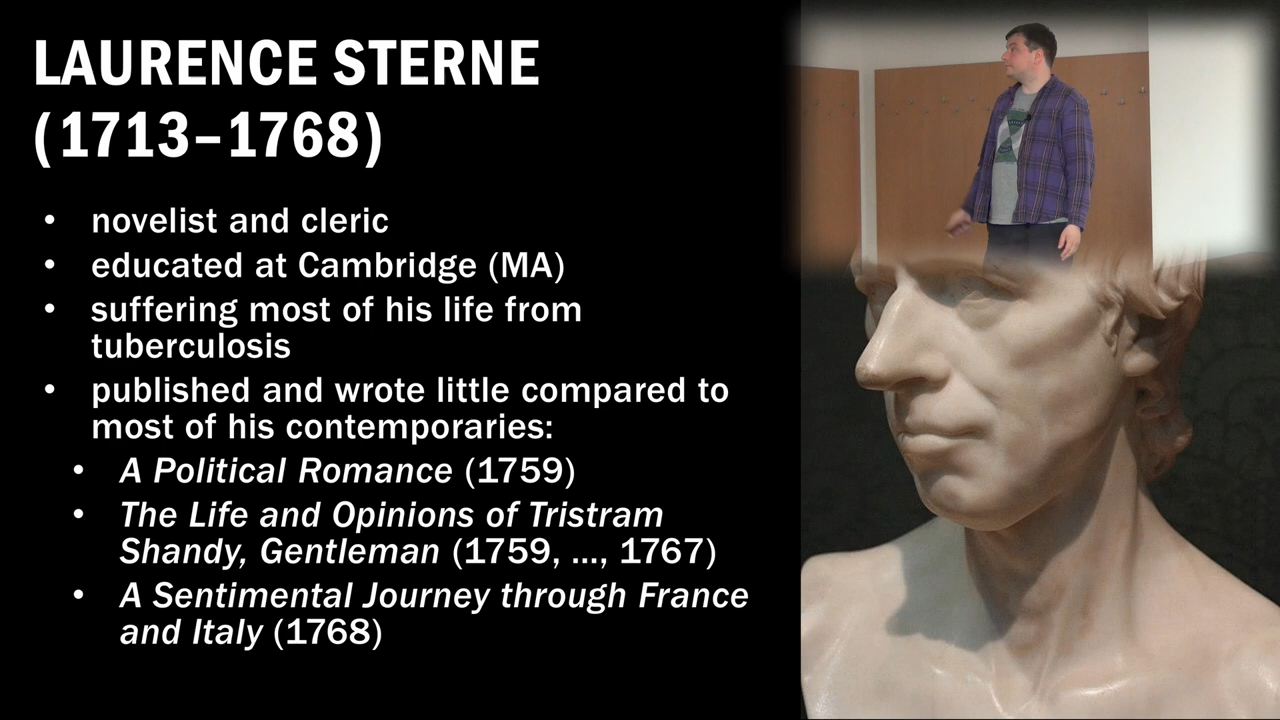 LAURENCE STERNE
(1713–1768)
• novelist and cleric
• educated at Cambridge (MA)
• suffering most of his life from
tuberculosis
• published and wrote little compared to
most of his contemporaries:
• A Political Romance (1759)
• The Life and Opinions of Tristram
Shandy, Gentleman (1759, ..., 1767)
• A Sentimental Journey through France
and Italy (1768)